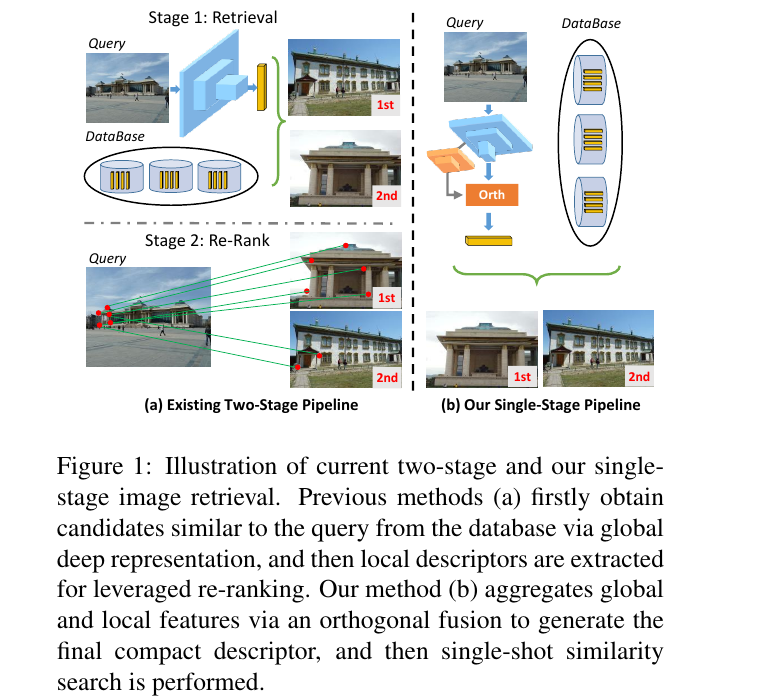 Stage 1: Retrieval
Query
1st
DataBase
2nd
Stage 2: Re-Rank
Query
1st
2nd
(a) Existing Two-Stage Pipeline
Query
DataBase
Orth
1st
2nd
(b) Our Single-Stage Pipeline
Figure 1: Illustration of current two-stage and our single-
stage image retrieval. Previous methods (a) firstly obtain
candidates similar to the query from the database via global
deep representation, and then local descriptors are extracted
for leveraged re-ranking. Our method (b) aggregates global
and local features via an orthogonal fusion to generate the
final compact descriptor, and then single-shot similarity
search is performed.